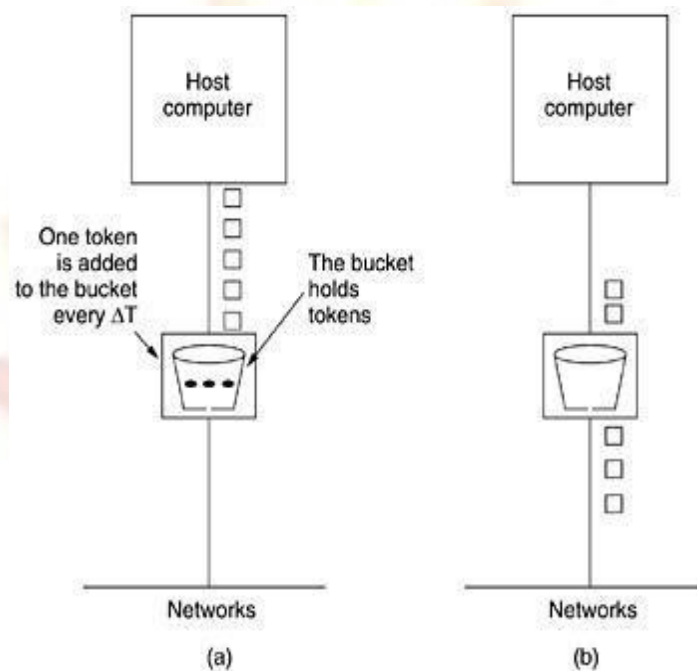 Host
computer
One token
is added
to the bucket
every ΔT
The bucket
holds
tokens
Networks
(a)
Host
computer
Networks
(b)